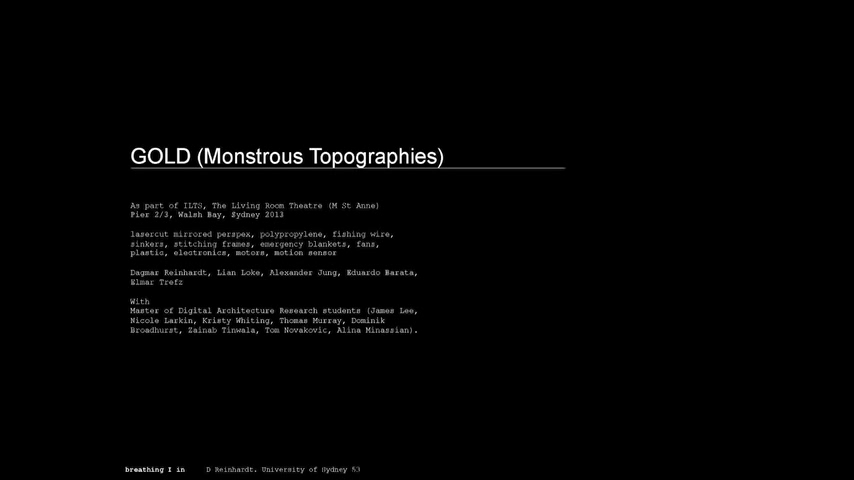 GOLD (Monstrous Topographies)
As part of ILTS, The Living Room Theatre (M St Anne)
Pier 2/3, Walsh Bay, Sydney 2013
lasercut mirrored perspex, polypropylene, fishing wire,
sinkers, stitching frames, emergency blankets, fans,
plastic, electronics, motors, motion sensor
Dagmar Reinhardt, Lian Loke, Alexander Jung, Eduardo Barata,
Elmar Trefz
With
Master of Digital Architecture Research students (James Lee,
Nicole Larkin, Kristy Whiting, Thomas Murray, Dominik
Broadhurst, Zainab Tinwala, Tom Novakovic, Alina Minassian).
breathing I in D Reinhardt. University of Sydney